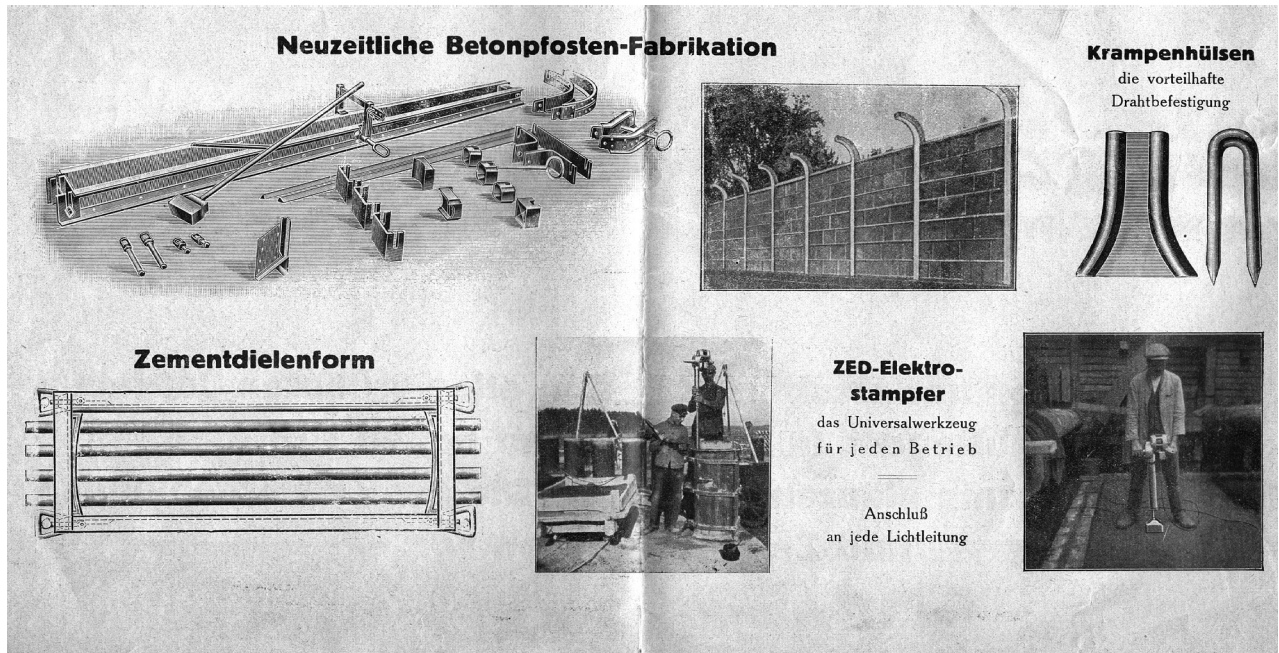 Neuzeitliche Betonpfosten-Fabrikation
Krampenhülsen
die vorteilhafte
Drahtbefestigung
Zementdielenform
ZED-Elektro-
stampfer
das Universalwerkzeug
für jeden Betrieb
Anschluß
an jede Lichtleitung